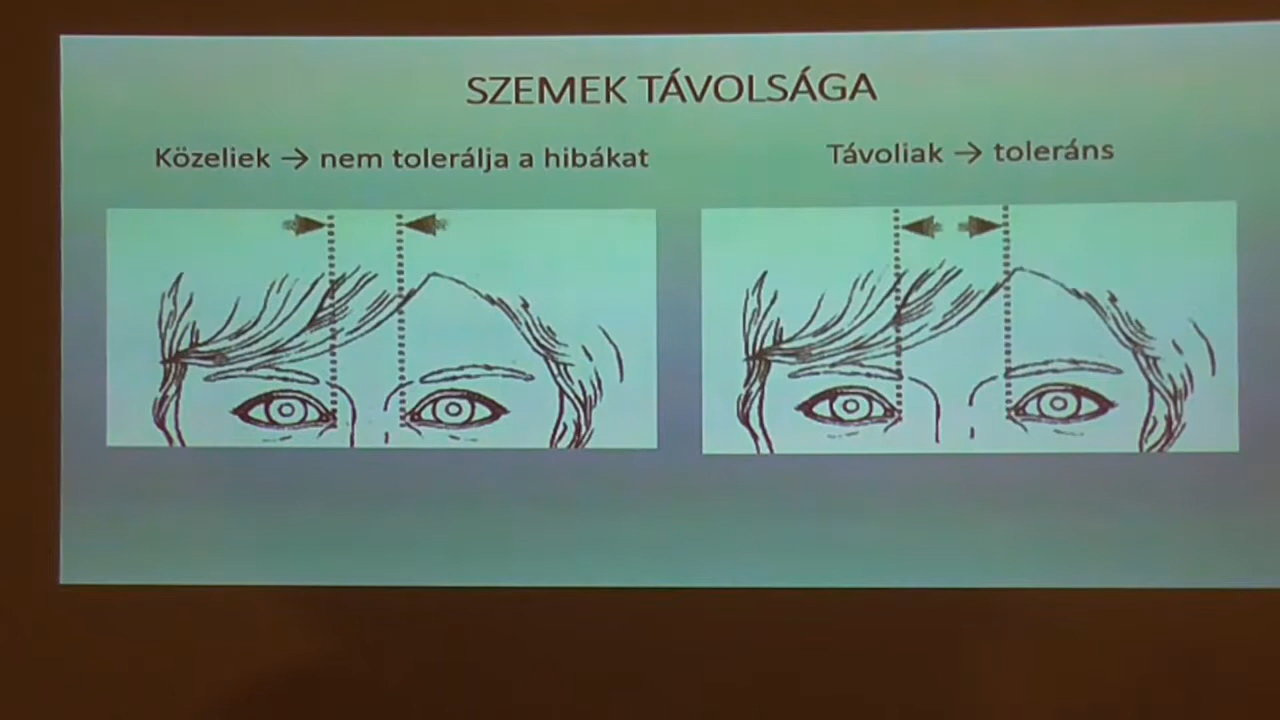 SZEMEK TÁVOLSÁGA
Közeliek → nem tolerálja a hibákat
Távoliak → toleráns